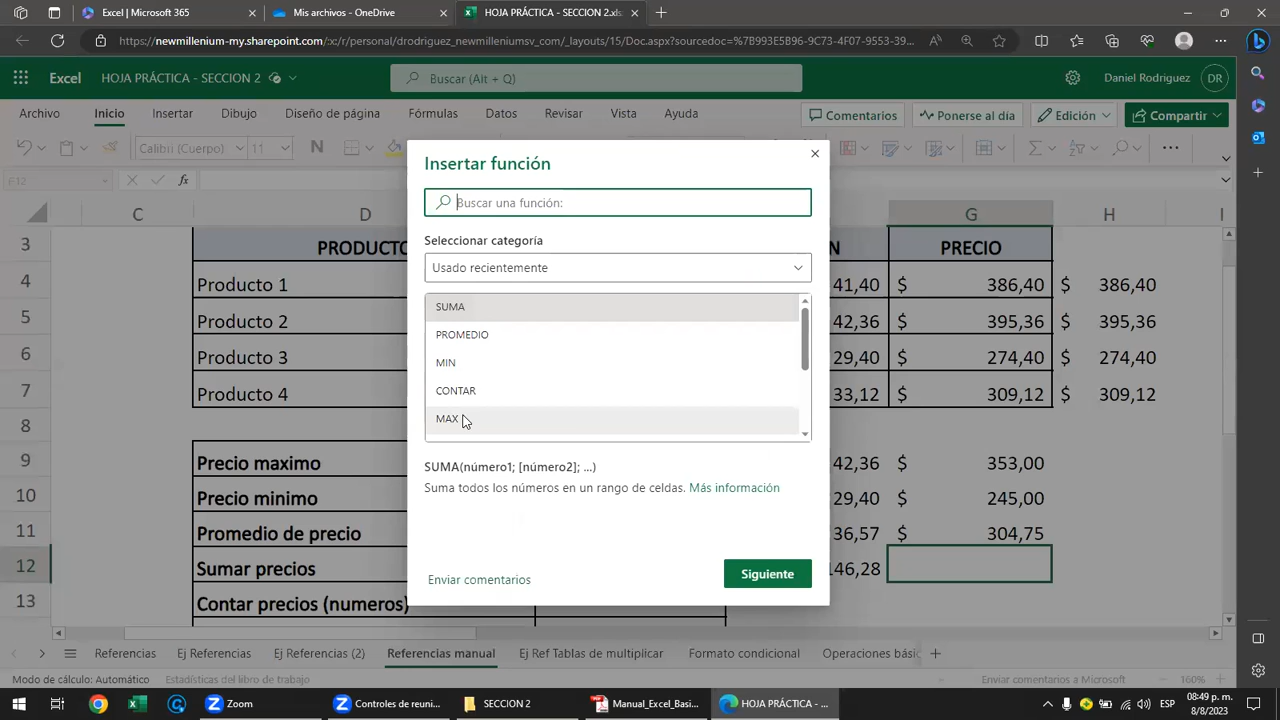 Excel | Microsoft 365
Mis archivos - OneDrive
HOJA PRÁCTICA - SECCION 2.xls
https://newmillenium-my.sharepoint.com/:x:/r/personal/drodriguez_newmilleniumsv_com/_layouts/15/Doc.aspx?sourcedoc=%7B993E5B96-9C73-4F07-9553-39...
Excel HOJA PRÁCTICA - SECCION 2
Buscar (Alt + Q)
Daniel Rodriguez DR
Archivo Inicio Insertar Dibujo Diseño de página Fórmulas Datos Revisar Vista Ayuda
Comentarios Ponerse al día Edición Compartir
Calibri (Cuerpo) 11 N
F12 fx
Insertar función
Buscar una función:
Seleccionar categoría
Usado recientemente
SUMA
PROMEDIO
MIN
CONTAR
MAX
SUMA(número1; [número2]; ...)
Suma todos los números en un rango de celdas. Más información
Enviar comentarios
Siguiente
C D G H I
3 PRODUCTO N PRECIO
4 Producto 1 41,40 $ 386,40 $ 386,40
5 Producto 2 42,36 $ 395,36 $ 395,36
6 Producto 3 29,40 $ 274,40 $ 274,40
7 Producto 4 33,12 $ 309,12 $ 309,12
8
9 Precio maximo 42,36 $ 353,00
10 Precio minimo 29,40 $ 245,00
11 Promedio de precio 36,57 $ 304,75
12 Sumar precios 146,28
13 Contar precios (numeros)
Referencias Ej Referencias Ej Referencias (2) Referencias manual Ej Ref Tablas de multiplicar Formato condicional Operaciones básic
Modo de cálculo: Automático Estadísticas del libro de trabajo Enviar comentarios a Microsoft 160%
Zoom Controles de reuni... SECCION 2 Manual_Excel_Basi... HOJA PRÁCTICA - ... ESP 08:49 p. m.
8/8/2023